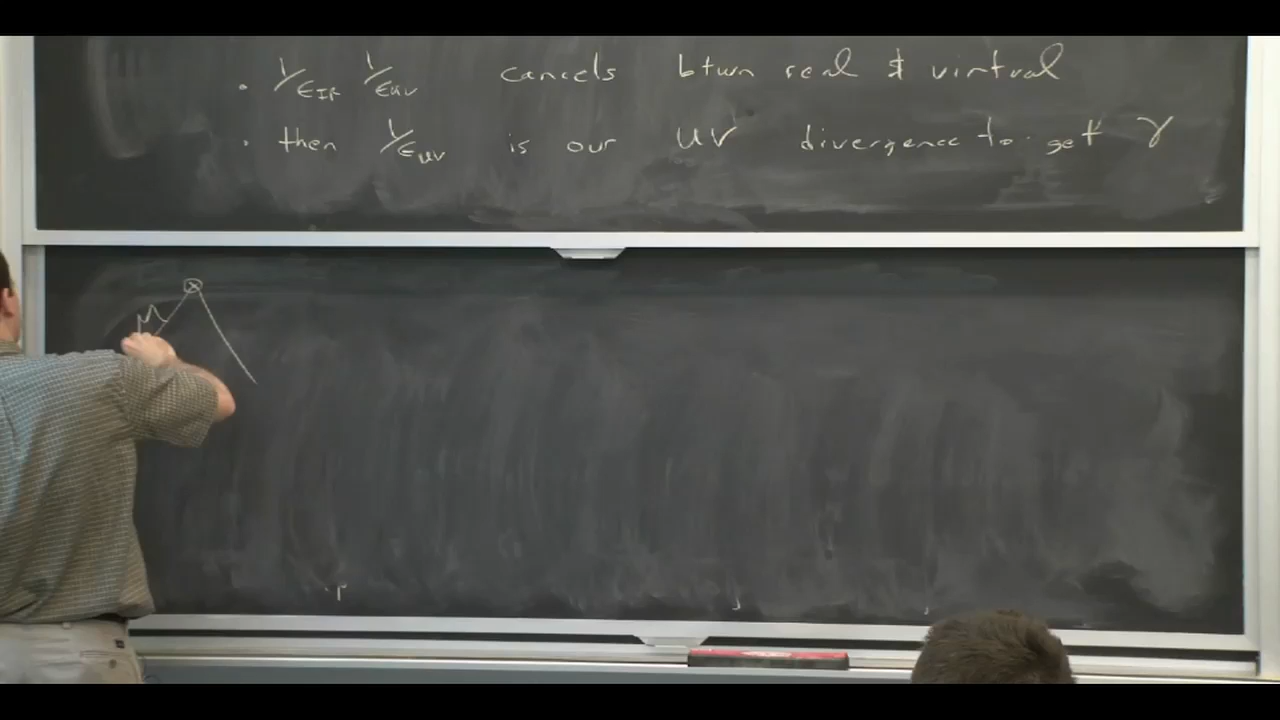 · 1/ε_IR 1/ε_UV cancels btwn real & virtual
· then 1/ε_UV is our UV divergence to get γ